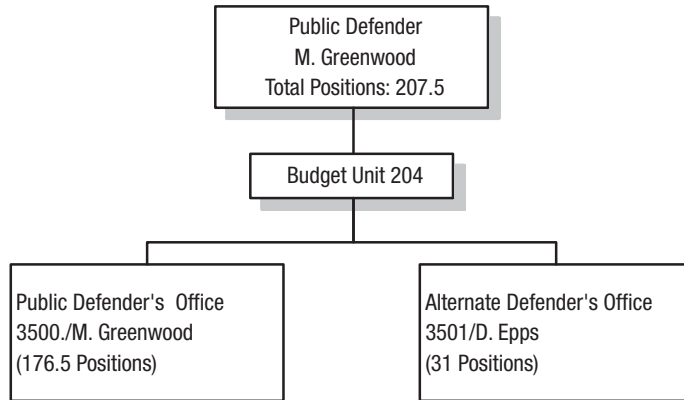 Public Defender
M. Greenwood
Total Positions: 207.5
Budget Unit 204
Public Defender's Office
3500./M. Greenwood
(176.5 Positions)
Alternate Defender's Office
3501/D. Epps
(31 Positions)